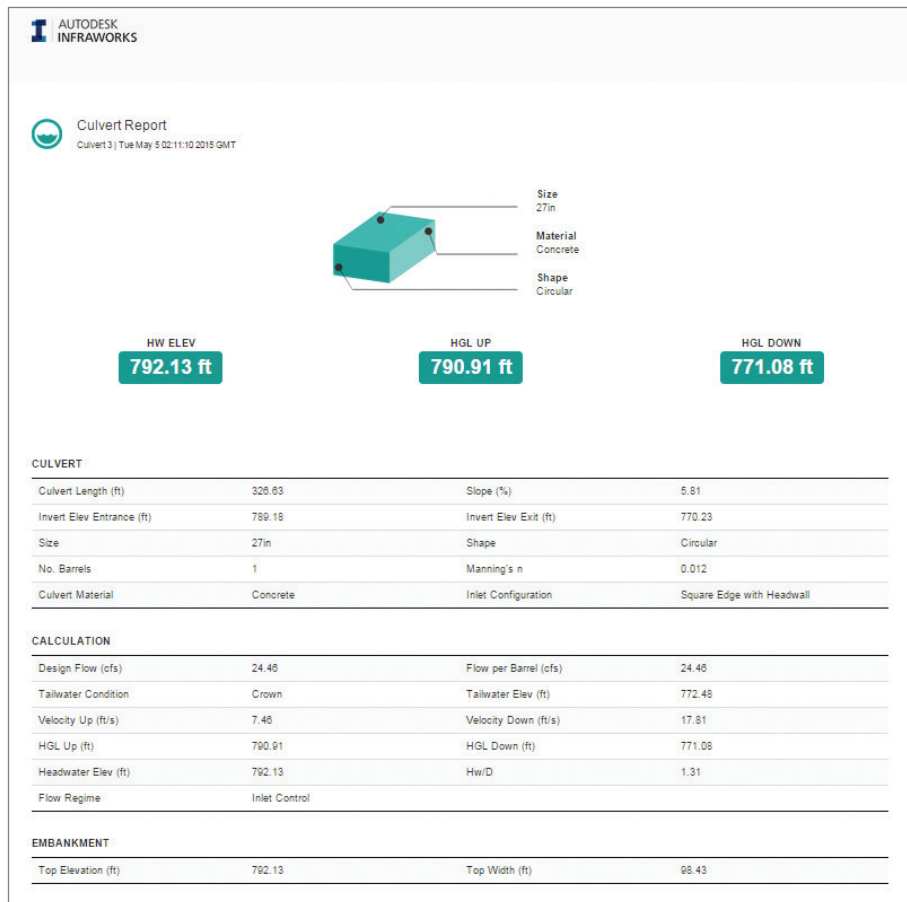 AUTODESK
INFRAWORKS
Culvert Report
Culvert 3 | Tue May 5 02:11:10 2015 GMT
Size
27in
Material
Concrete
Shape
Circular
HW ELEV HGL UP HGL DOWN
792.13 ft 790.91 ft 771.08 ft
CULVERT
Culvert Length (ft) 326.63 Slope (%) 5.81
Invert Elev Entrance (ft) 789.18 Invert Elev Exit (ft) 770.23
Size 27in Shape Circular
No. Barrels 1 Manning's n 0.012
Culvert Material Concrete Inlet Configuration Square Edge with Headwall
CALCULATION
Design Flow (cfs) 24.46 Flow per Barrel (cfs) 24.46
Tailwater Condition Crown Tailwater Elev (ft) 772.48
Velocity Up (ft/s) 7.46 Velocity Down (ft/s) 17.81
HGL Up (ft) 790.91 HGL Down (ft) 771.08
Headwater Elev (ft) 792.13 Hw/D 1.31
Flow Regime Inlet Control
EMBANKMENT
Top Elevation (ft) 792.13 Top Width (ft) 98.43